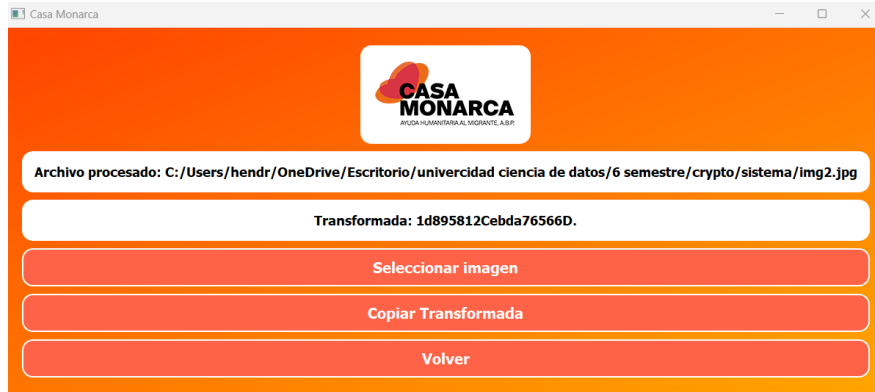 Casa Monarca
CASA
MONARCA
AYUDA HUMANITARIA AL MIGRANTE, A.B.P.
Archivo procesado: C:/Users/hendr/OneDrive/Escritorio/univercidad ciencia de datos/6 semestre/crypto/sistema/img2.jpg
Transformada: 1d895812Cebda76566D.
Seleccionar imagen
Copiar Transformada
Volver